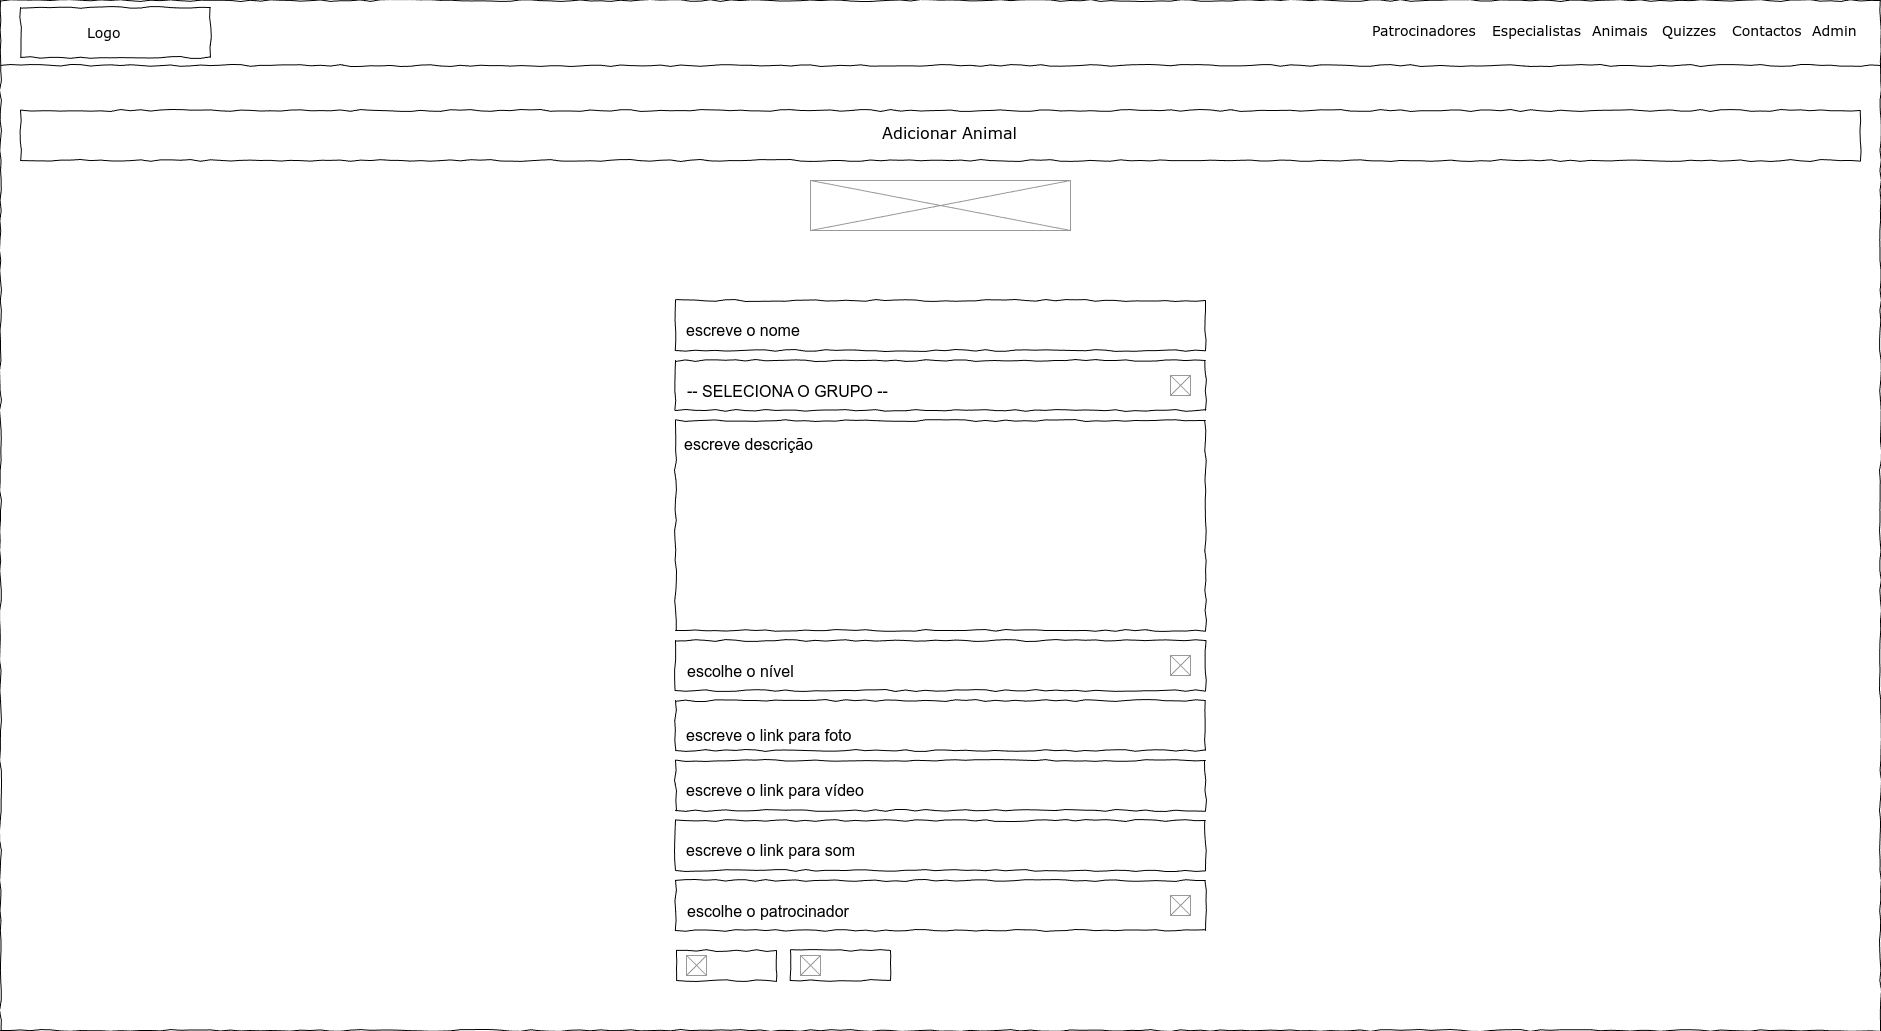 Logo
Patrocinadores Especialistas Animais Quizzes Contactos Admin
Adicionar Animal
escreve o nome
-- SELECIONA O GRUPO --
escreve descrição
escolhe o nível
escreve o link para foto
escreve o link para vídeo
escreve o link para som
escolhe o patrocinador